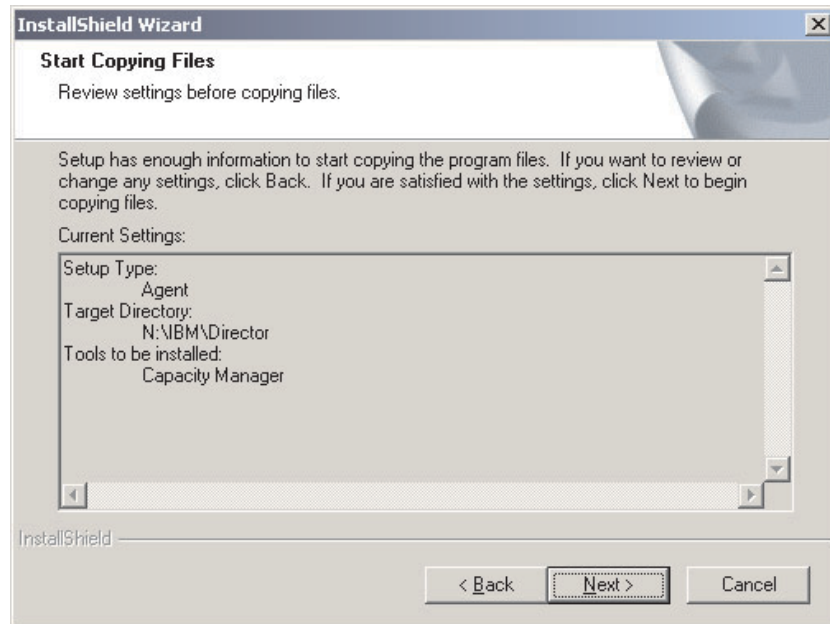 InstallShield Wizard
Start Copying Files
Review settings before copying files.
Setup has enough information to start copying the program files.  If you want to review or
change any settings, click Back.  If you are satisfied with the settings, click Next to begin
copying files.
Current Settings:
Setup Type:
Agent
Target Directory:
N:\IBM\Director
Tools to be installed:
Capacity Manager
InstallShield
< Back
Next >
Cancel